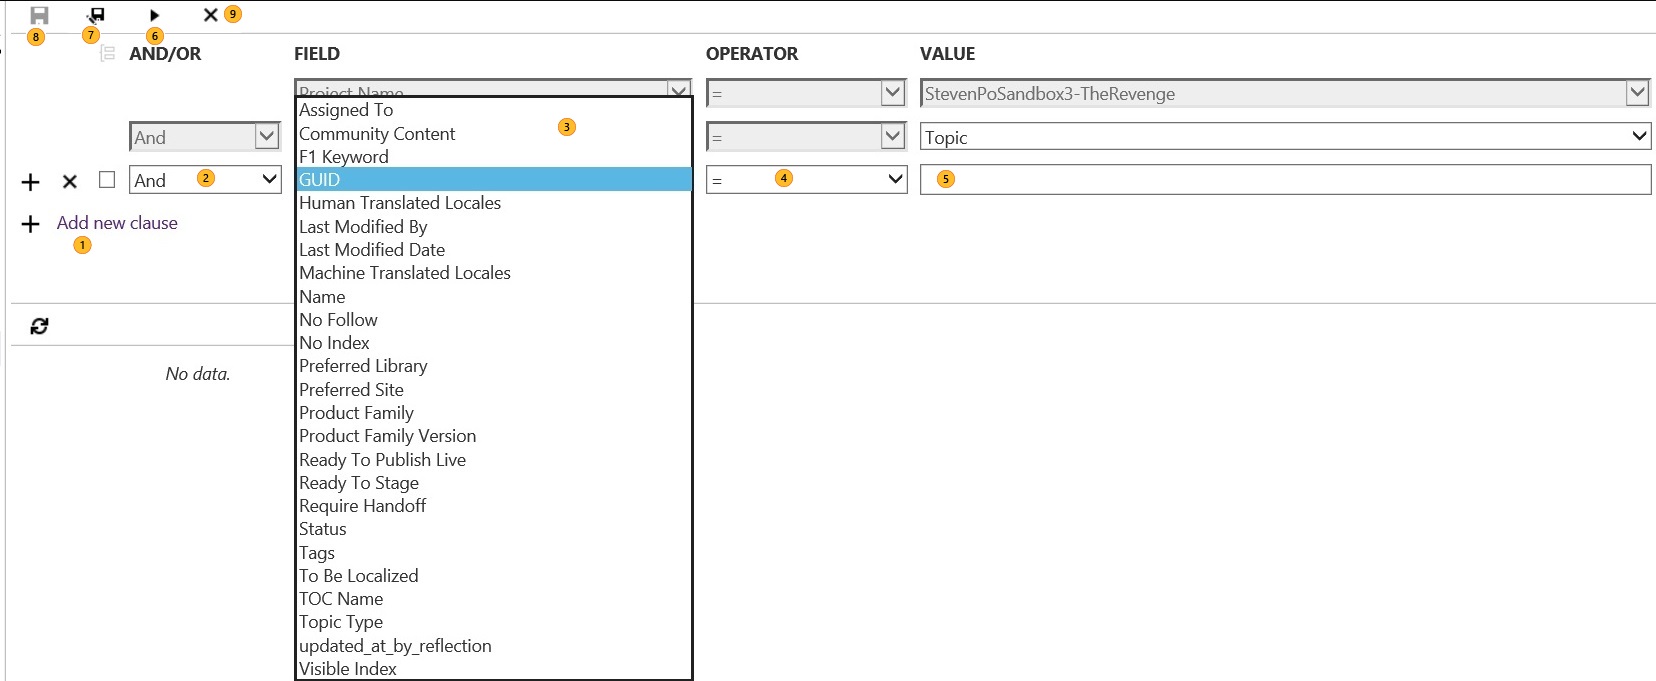 9
8
7
6
AND/OR FIELD OPERATOR VALUE
Project Name = StevenPoSandbox3-TheRevenge
Assigned To
3
Community Content
And = Topic
F1 Keyword
And 2 GUID = 4 5
Human Translated Locales
Add new clause
Last Modified By
1
Last Modified Date
Machine Translated Locales
Name
No Follow
No Index
Preferred Library
No data.
Preferred Site
Product Family
Product Family Version
Ready To Publish Live
Ready To Stage
Require Handoff
Status
Tags
To Be Localized
TOC Name
Topic Type
updated_at_by_reflection
Visible Index